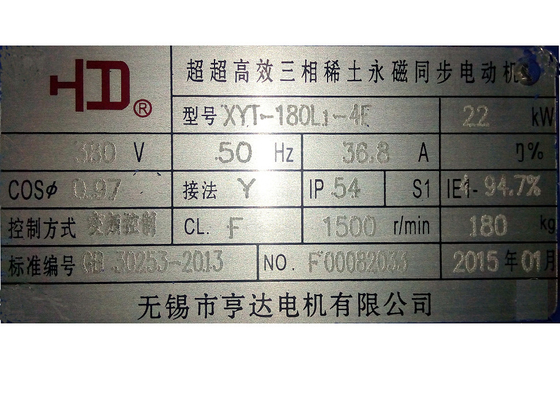 HD®
超超高效三相稀土永磁同步电动机
型号 XYT-180L1-4E 22 kW
380 V 50 Hz 36.8 A η%
COSφ 0.97 接法 Y IP 54 S1 IE1-94.7%
控制方式 变频控制 CL. F 1500 r/min 180 kg
标准编号 GB 30253-2013 NO. F00082033 2015年01月
无锡市亨达电机有限公司